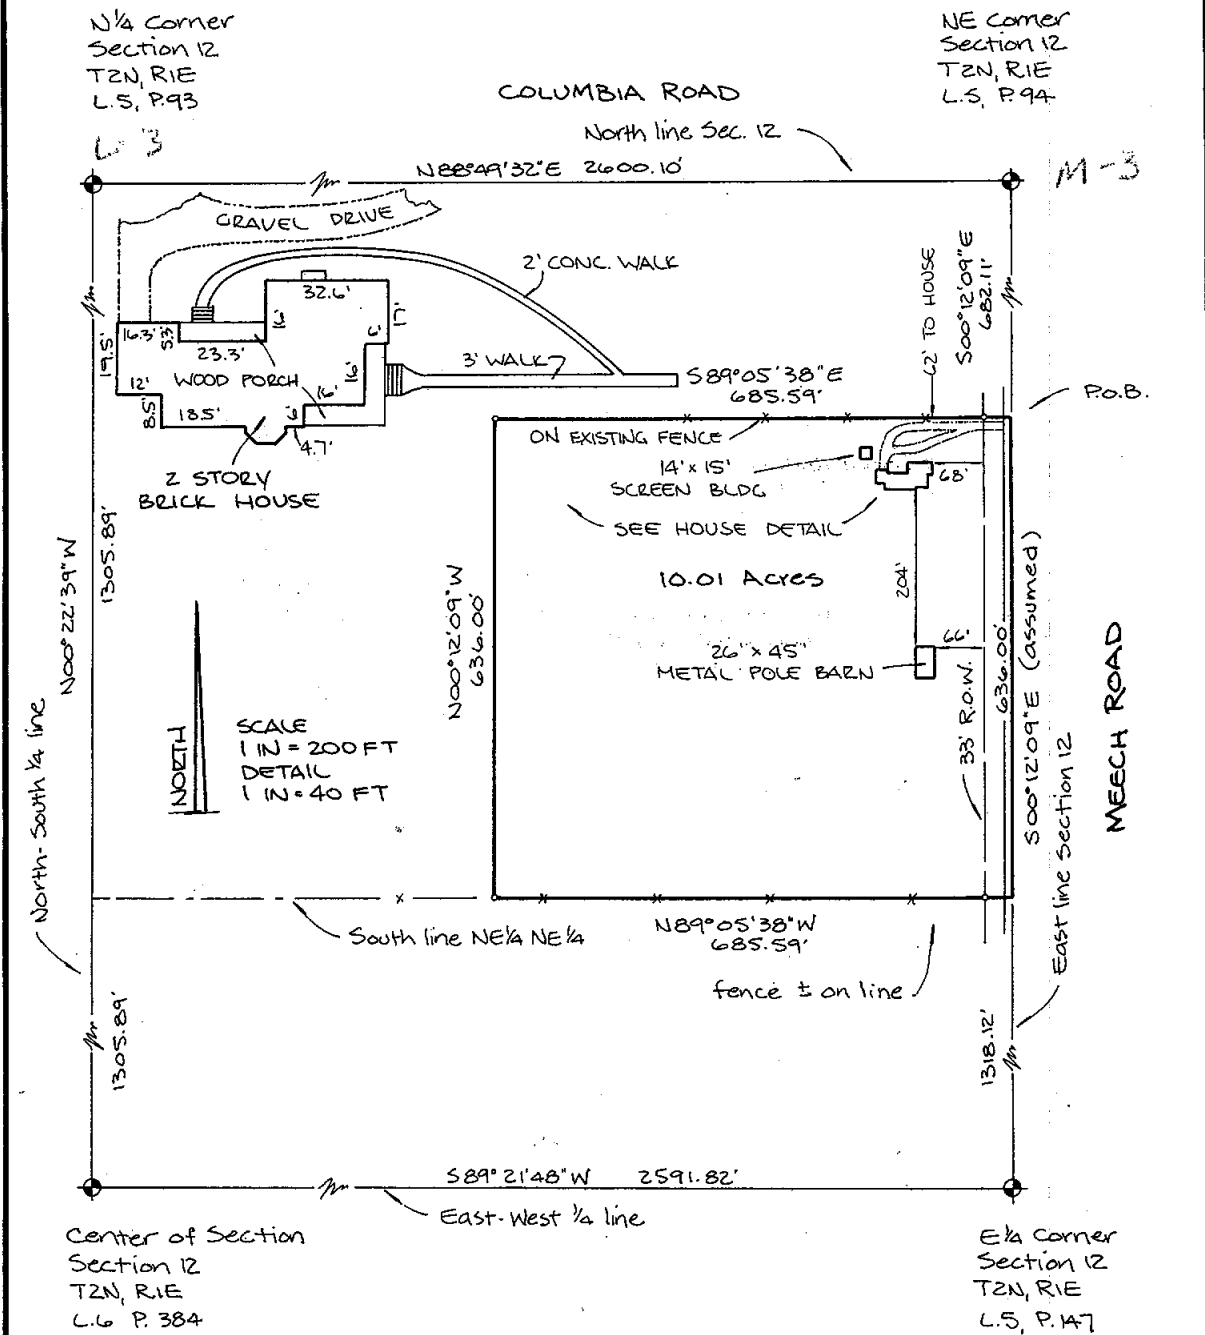 N¼ Corner
Section 12
T2N, R1E
L.5, P.93
NE Corner
Section 12
T2N, R1E
L.5, P.94
COLUMBIA ROAD
North line Sec. 12
L-3
M-3
N88°49'32"E 2600.10'
GRAVEL DRIVE
2' CONC. WALK
62' TO HOUSE
S00°12'09"E
682.11'
32.6'
17'
16.3'
5.3'
23.3'
19.5'
6'
3' WALK
S89°05'38"E
685.59'
P.O.B.
WOOD PORCH
12'
16'
16'
8.5'
18.5'
6'
4.7'
ON EXISTING FENCE
14' x 15'
SCREEN BLDG
68'
2 STORY
BRICK HOUSE
SEE HOUSE DETAIL
1305.89'
N00°22'39"W
10.01 Acres
204'
N00°12'09"W
636.00'
26' x 45'
METAL POLE BARN
66'
33' R.O.W.
636.00'
S00°12'09"E (assumed)
MEECH ROAD
NORTH
SCALE
1 IN = 200 FT
DETAIL
1 IN = 40 FT
North-South ¼ line
South line NE¼ NE¼
N89°05'38"W
685.59'
East line Section 12
fence ± on line
1305.89'
1318.12'
S89°21'48"W 2591.82'
East-West ¼ line
Center of Section
Section 12
T2N, R1E
L.6 P. 384
E¼ Corner
Section 12
T2N, R1E
L.5, P.147